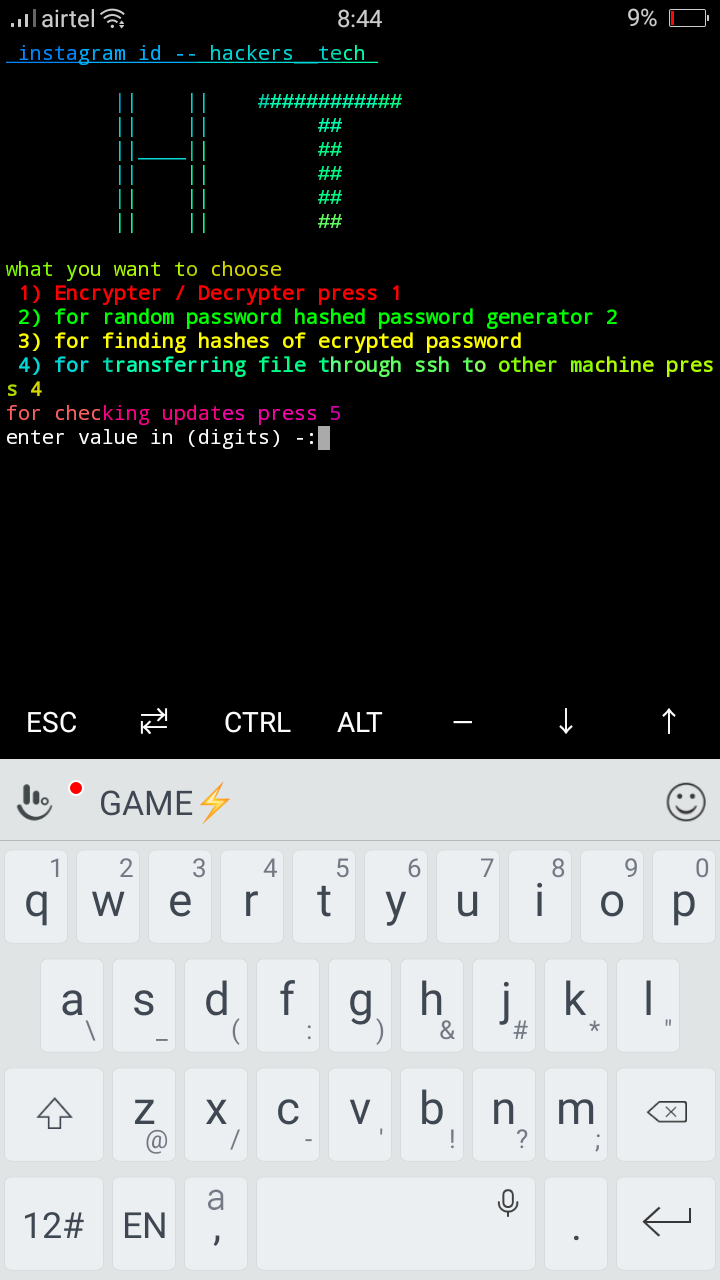 airtel 8:44 9%
instagram id -- hackers__tech
||    ||    ############
||    ||         ##
||____||         ##
||    ||         ##
||    ||         ##
||    ||         ##
what you want to choose
1) Encrypter / Decrypter press 1
2) for random password hashed password generator 2
3) for finding hashes of ecrypted password
4) for transferring file through ssh to other machine pres
s 4
for checking updates press 5
enter value in (digits) -:
ESC ⇄ CTRL ALT — ↓ ↑
GAME⚡
1 2 3 4 5 6 7 8 9 0
q w e r t y u i o p
a s d f g h j k l
\ _ ( : ) & # * "
z x c v b n m
@ / - ' ! ? ;
12# EN a , .